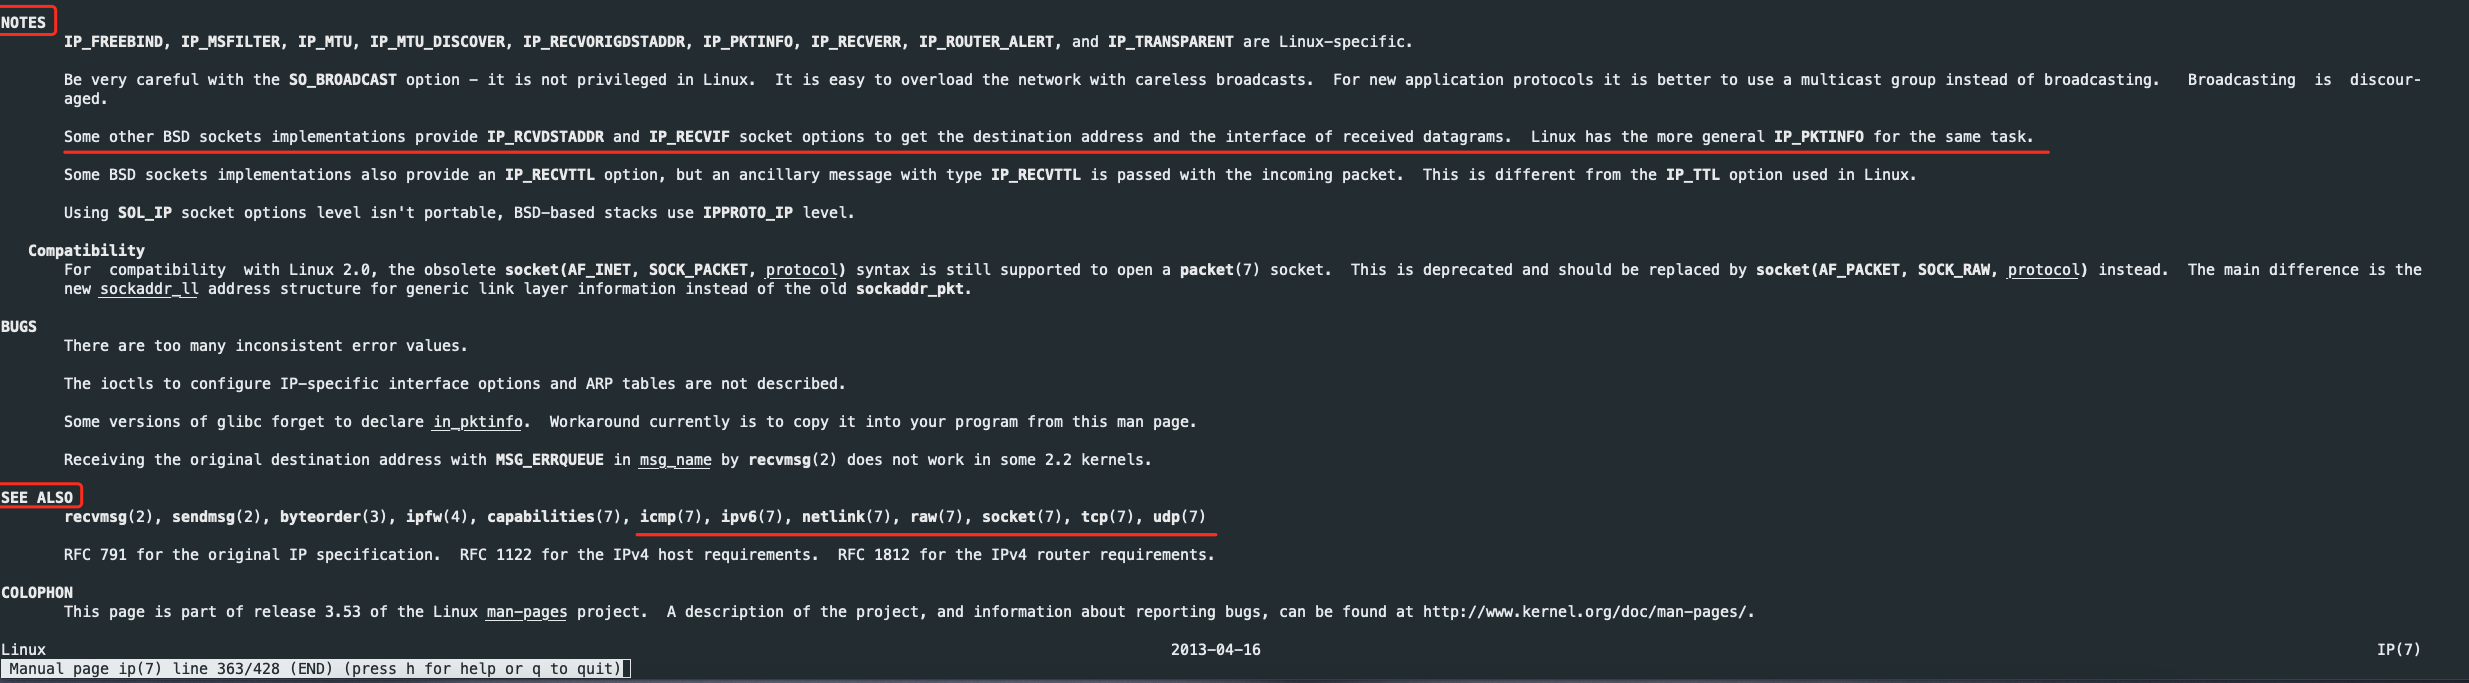 NOTES
IP_FREEBIND, IP_MSFILTER, IP_MTU, IP_MTU_DISCOVER, IP_RECVORIGDSTADDR, IP_PKTINFO, IP_RECVERR, IP_ROUTER_ALERT, and IP_TRANSPARENT are Linux-specific.
Be very careful with the SO_BROADCAST option - it is not privileged in Linux.  It is easy to overload the network with careless broadcasts.  For new application protocols it is better to use a multicast group instead of broadcasting.   Broadcasting  is  discour-
aged.
Some other BSD sockets implementations provide IP_RCVDSTADDR and IP_RECVIF socket options to get the destination address and the interface of received datagrams.  Linux has the more general IP_PKTINFO for the same task.
Some BSD sockets implementations also provide an IP_RECVTTL option, but an ancillary message with type IP_RECVTTL is passed with the incoming packet.  This is different from the IP_TTL option used in Linux.
Using SOL_IP socket options level isn't portable, BSD-based stacks use IPPROTO_IP level.
Compatibility
For  compatibility  with Linux 2.0, the obsolete socket(AF_INET, SOCK_PACKET, protocol) syntax is still supported to open a packet(7) socket.  This is deprecated and should be replaced by socket(AF_PACKET, SOCK_RAW, protocol) instead.  The main difference is the
new sockaddr_ll address structure for generic link layer information instead of the old sockaddr_pkt.
BUGS
There are too many inconsistent error values.
The ioctls to configure IP-specific interface options and ARP tables are not described.
Some versions of glibc forget to declare in_pktinfo.  Workaround currently is to copy it into your program from this man page.
Receiving the original destination address with MSG_ERRQUEUE in msg_name by recvmsg(2) does not work in some 2.2 kernels.
SEE ALSO
recvmsg(2), sendmsg(2), byteorder(3), ipfw(4), capabilities(7), icmp(7), ipv6(7), netlink(7), raw(7), socket(7), tcp(7), udp(7)
RFC 791 for the original IP specification.  RFC 1122 for the IPv4 host requirements.  RFC 1812 for the IPv4 router requirements.
COLOPHON
This page is part of release 3.53 of the Linux man-pages project.  A description of the project, and information about reporting bugs, can be found at http://www.kernel.org/doc/man-pages/.
Linux 2013-04-16 IP(7)
Manual page ip(7) line 363/428 (END) (press h for help or q to quit)